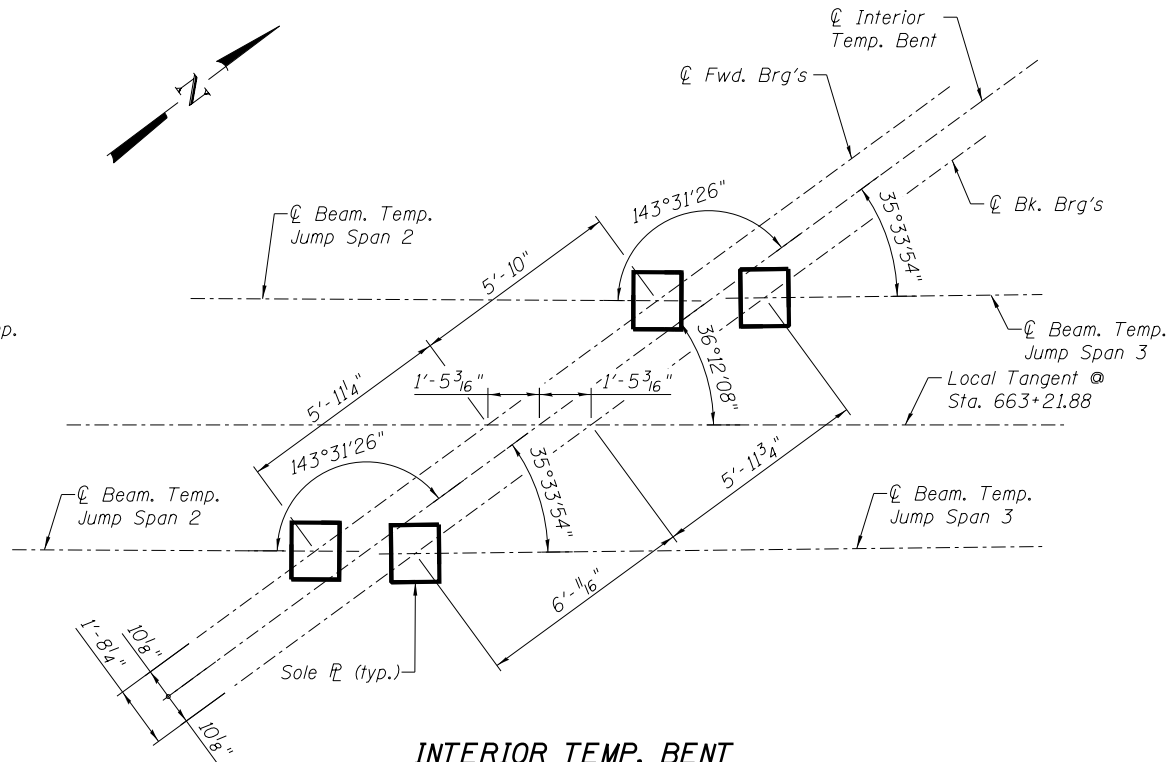 ℄ Interior
Temp. Bent
N
℄ Fwd. Brg's
℄ Bk. Brg's
143°31'26"
35°33'54"
℄ Beam. Temp.
Jump Span 2
5'-10"
℄ Beam. Temp.
Jump Span 3
36°12'08"
5'-11 1/4"
1'-5 3/16"
1'-5 3/16"
Local Tangent @
Sta. 663+21.88
143°31'26"
35°33'54"
5'-11 3/4"
℄ Beam. Temp.
Jump Span 2
℄ Beam. Temp.
Jump Span 3
6'-11/16"
10 1/8"
1'-8 1/4"
10 1/8"
Sole ⅊ (typ.)
INTERIOR TEMP. BENT